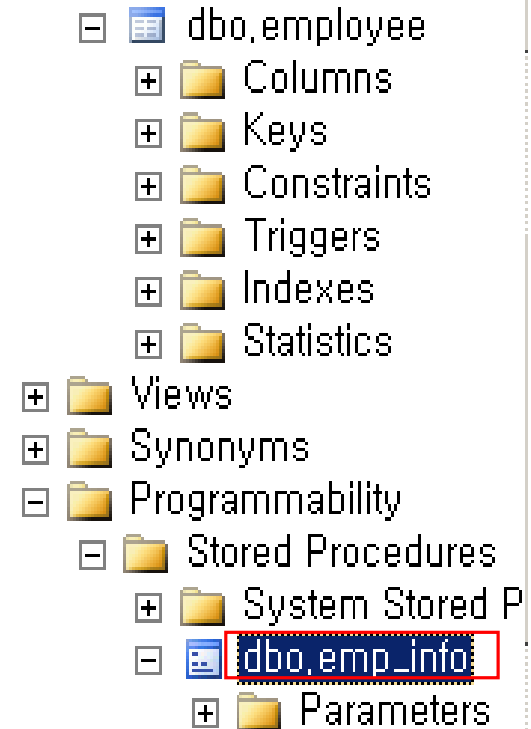 dbo.employee
Columns
Keys
Constraints
Triggers
Indexes
Statistics
Views
Synonyms
Programmability
Stored Procedures
System Stored P
dbo.emp_info
Parameters